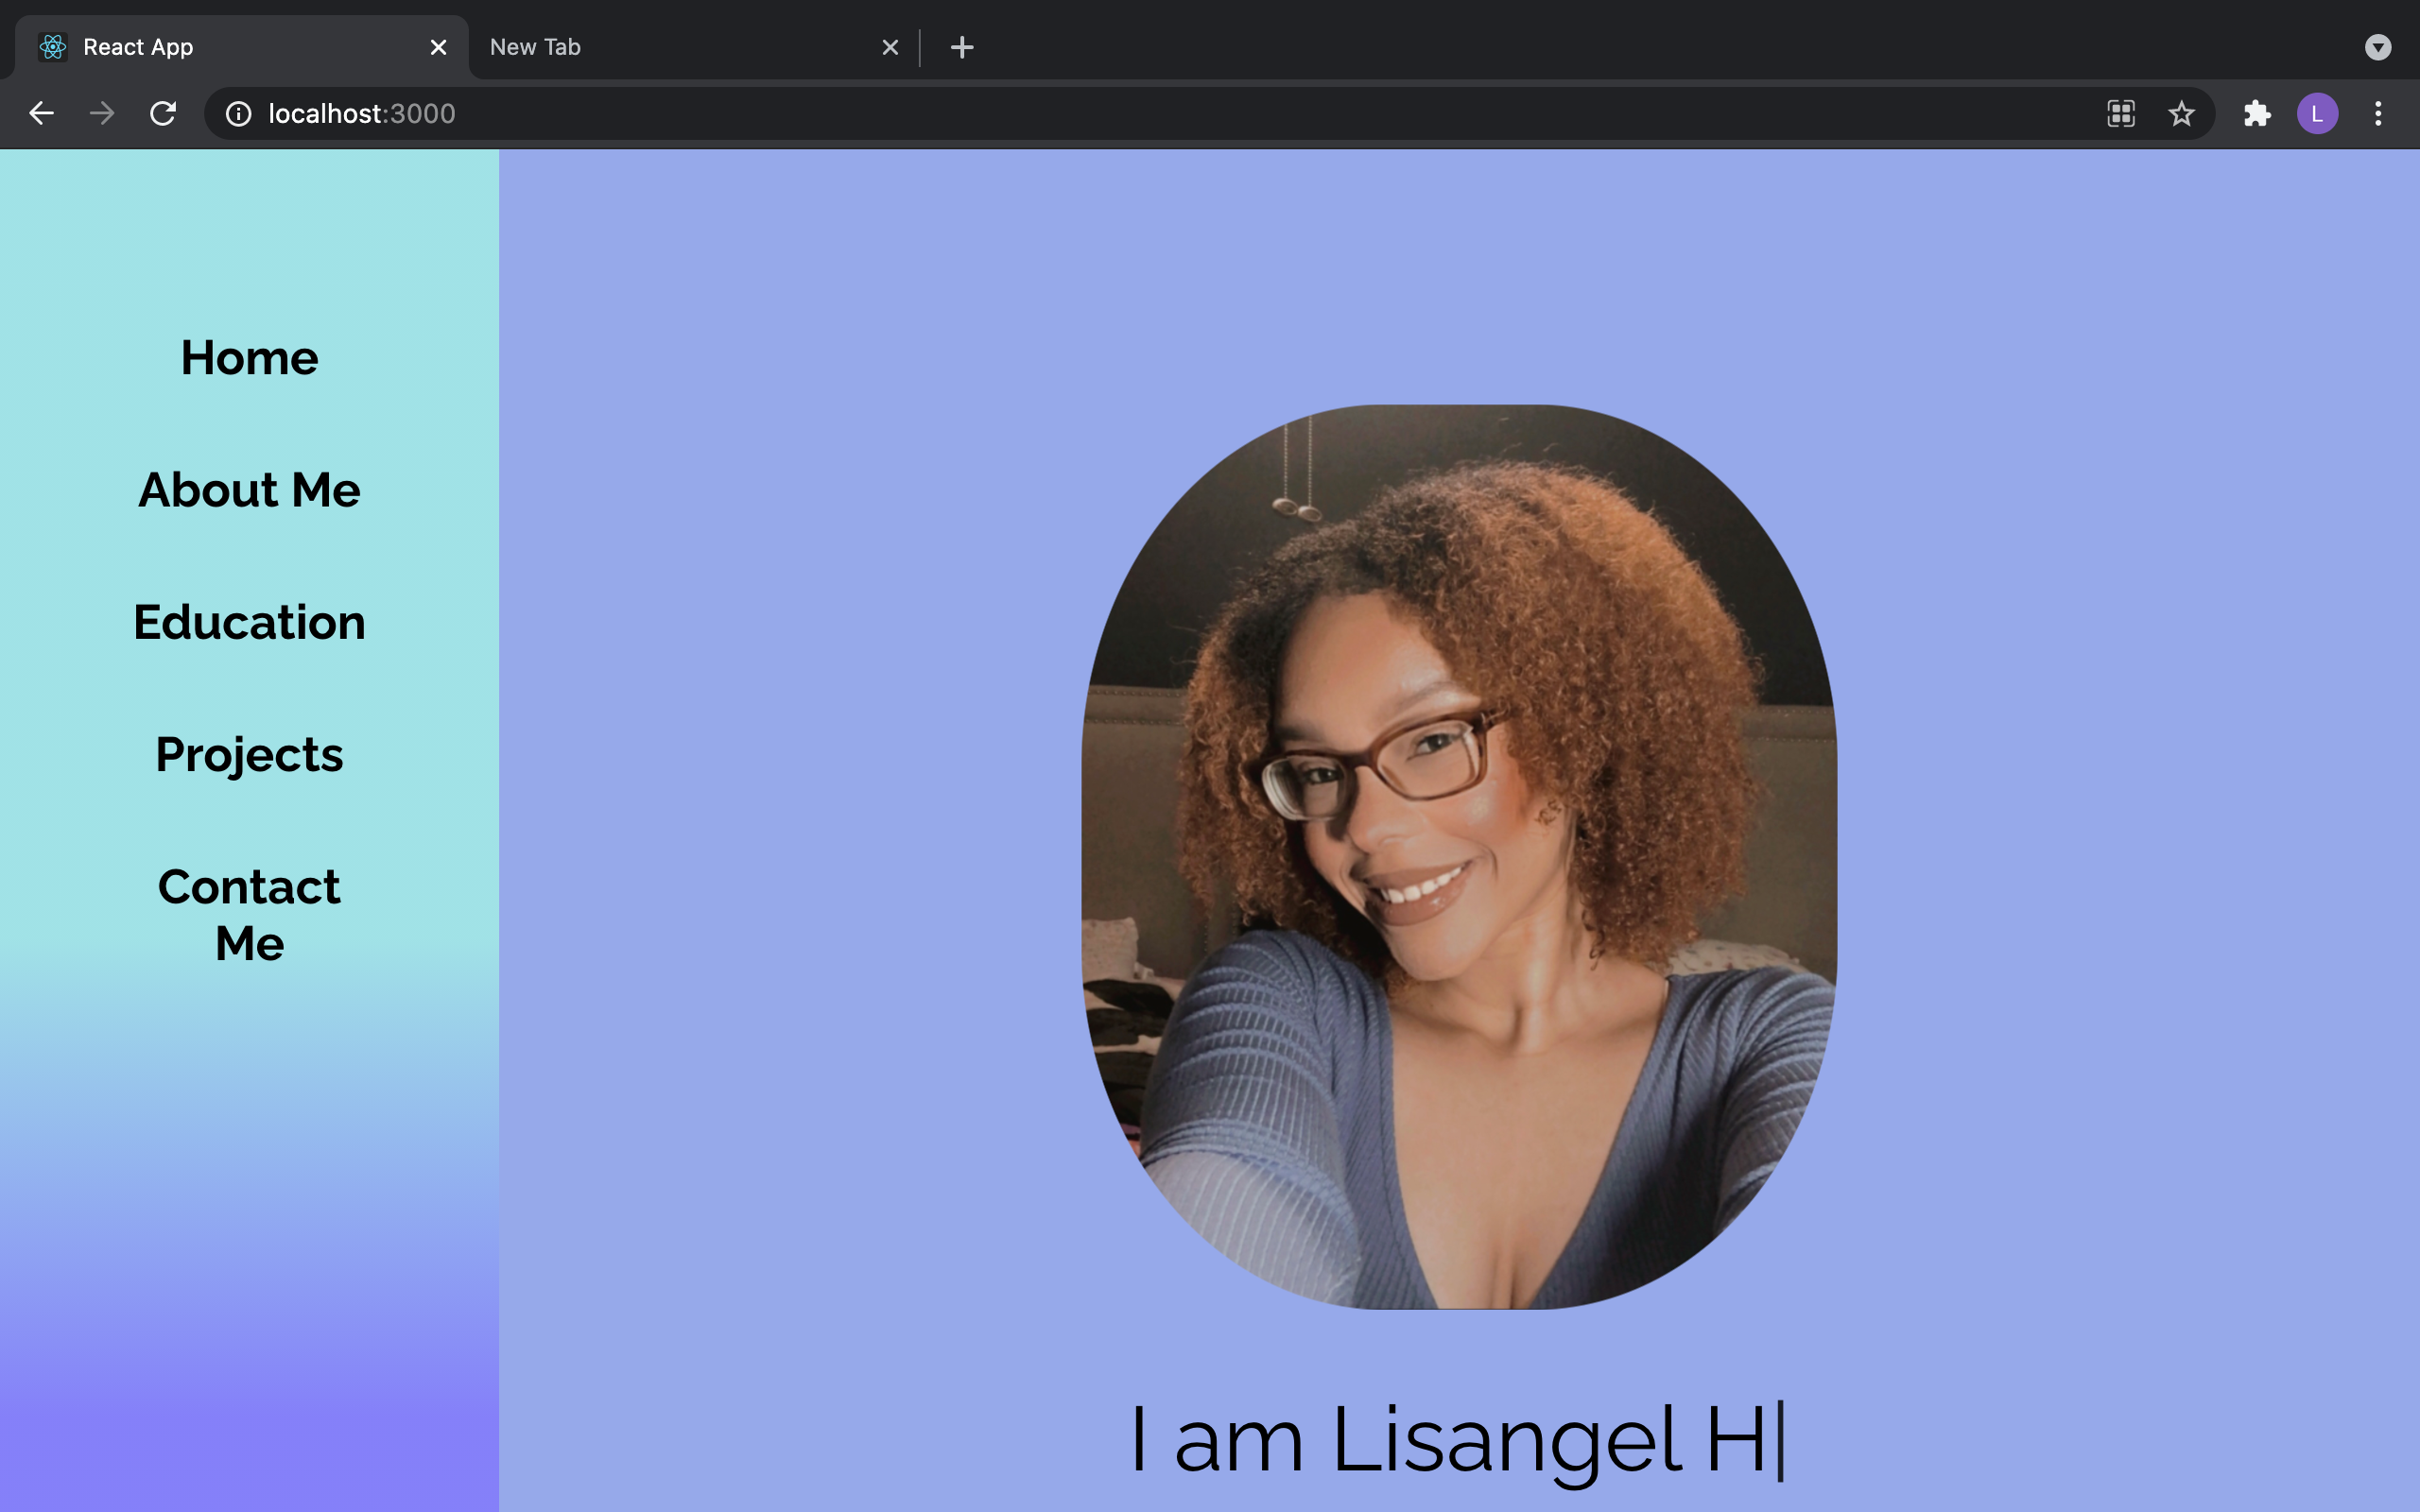 React App
New Tab
localhost:3000
L
Home
About Me
Education
Projects
Contact
Me
I am Lisangel H|